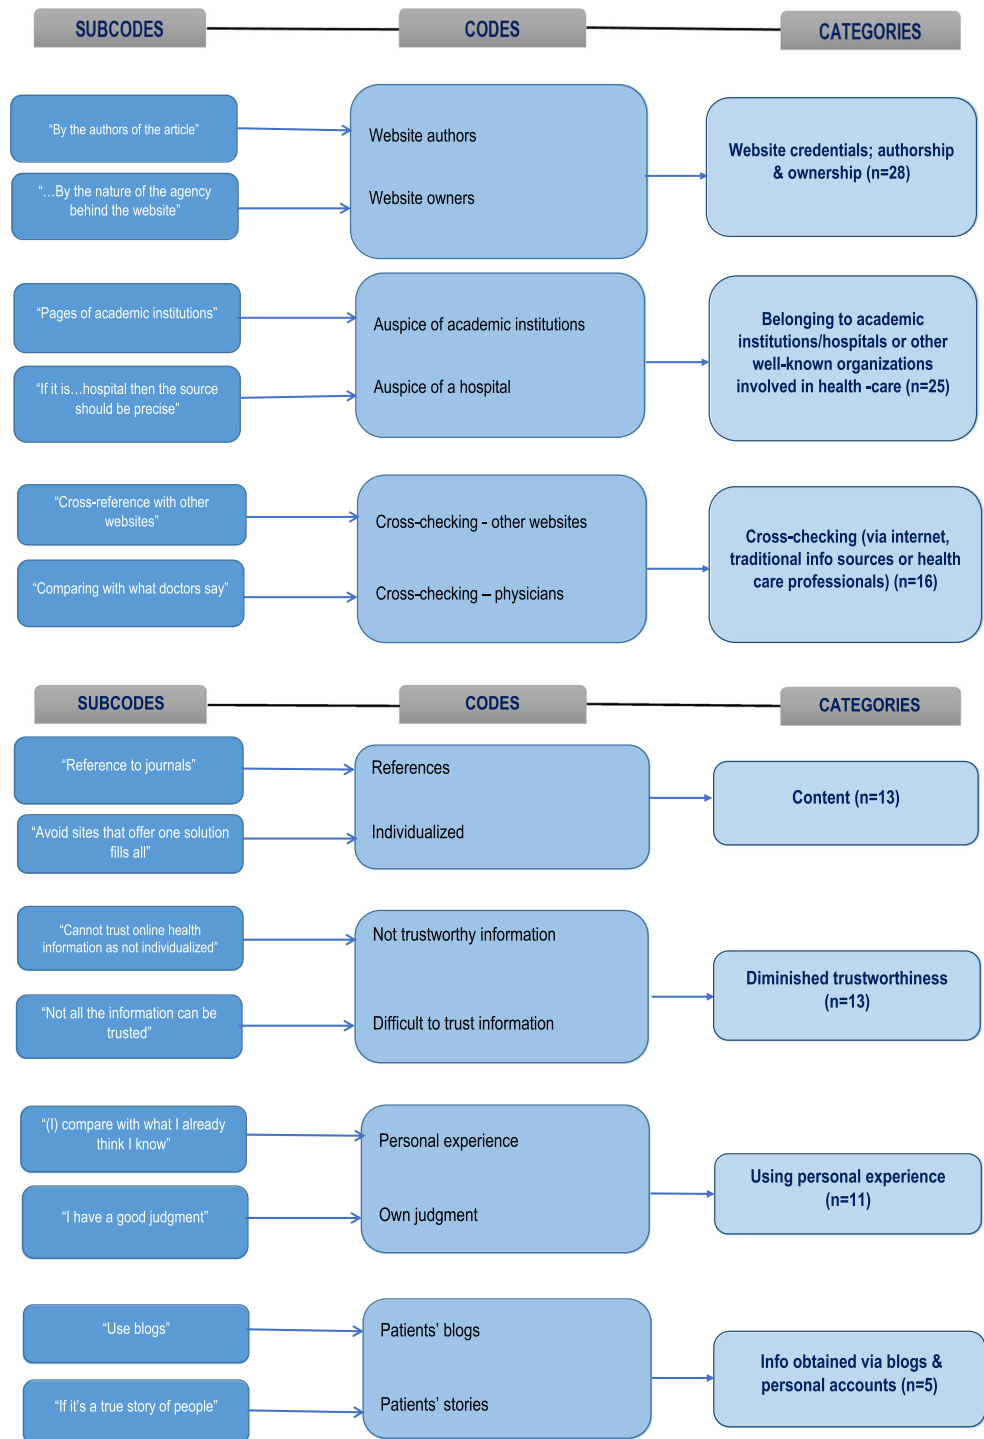 SUBCODES
CODES
CATEGORIES
“By the authors of the article”
“…By the nature of the agency
behind the website”
Website authors
Website owners
Website credentials; authorship
& ownership (n=28)
“Pages of academic institutions”
“If it is…hospital then the source
should be precise”
Auspice of academic institutions
Auspice of a hospital
Belonging to academic
institutions/hospitals or other
well-known organizations
involved in health -care (n=25)
“Cross-reference with other
websites”
“Comparing with what doctors say”
Cross-checking - other websites
Cross-checking – physicians
Cross-checking (via internet,
traditional info sources or health
care professionals) (n=16)
SUBCODES
CODES
CATEGORIES
“Reference to journals”
“Avoid sites that offer one solution
fills all”
References
Individualized
Content (n=13)
“Cannot trust online health
information as not individualized”
“Not all the information can be
trusted”
Not trustworthy information
Difficult to trust information
Diminished trustworthiness
(n=13)
“(I) compare with what I already
think I know”
“I have a good judgment”
Personal experience
Own judgment
Using personal experience
(n=11)
“Use blogs”
“If it’s a true story of people”
Patients’ blogs
Patients’ stories
Info obtained via blogs &
personal accounts (n=5)